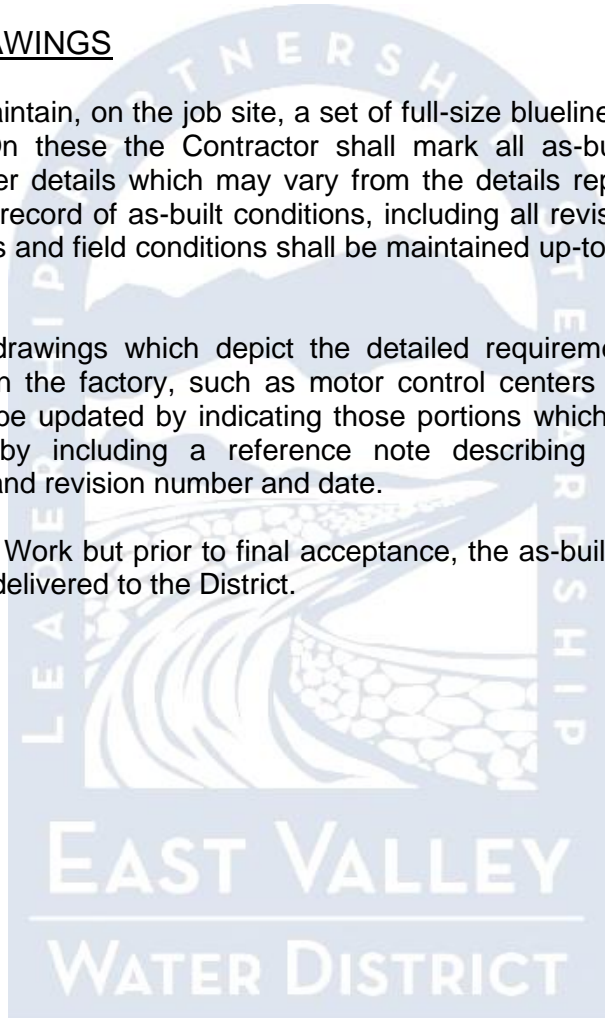 AWINGS
aintain, on the job site, a set of full-size blueline
On these the Contractor shall mark all as-bu
er details which may vary from the details rep
record of as-built conditions, including all revis
s and field conditions shall be maintained up-to
drawings which depict the detailed requireme
n the factory, such as motor control centers
be updated by indicating those portions which
by including a reference note describing
and revision number and date.
Work but prior to final acceptance, the as-buil
delivered to the District.
LEADERSHIP · PARTNERSHIP · STEWARDSHIP
EAST VALLEY
WATER DISTRICT